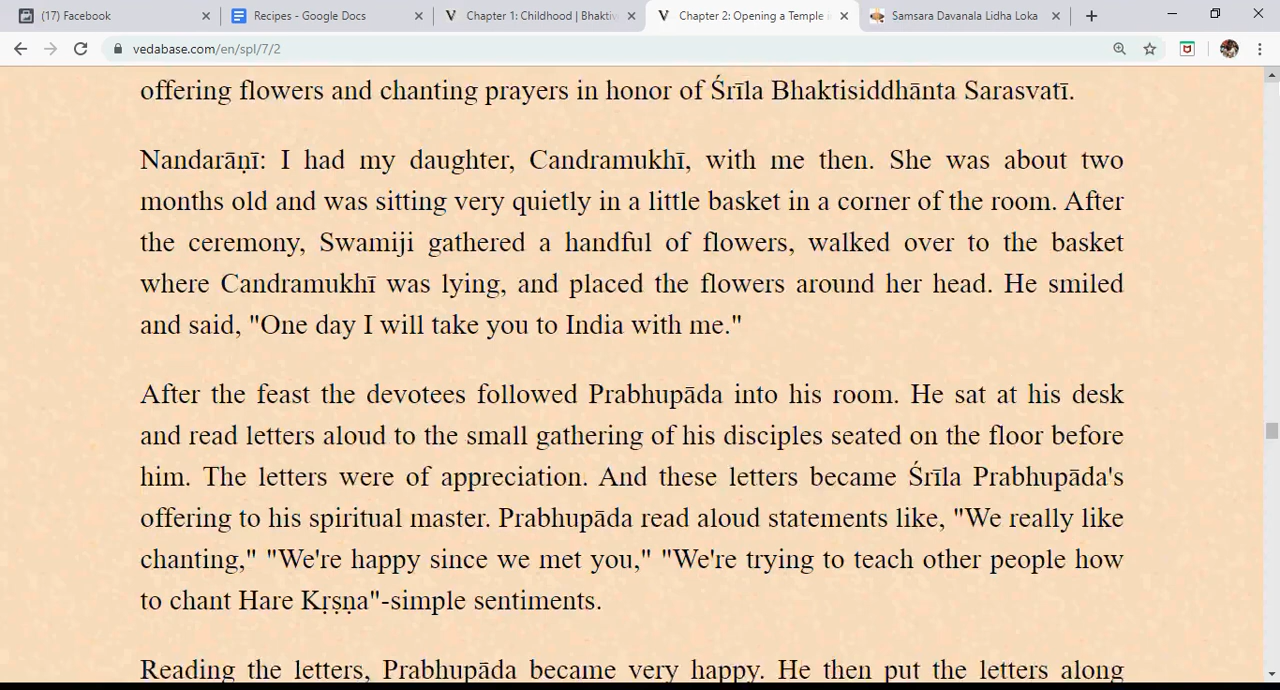 (17) Facebook
Recipes - Google Docs
Chapter 1: Childhood | Bhaktiv
Chapter 2: Opening a Temple i
Samsara Davanala Lidha Loka
vedabase.com/en/spl/7/2
offering flowers and chanting prayers in honor of Śrīla Bhaktisiddhānta Sarasvatī.
Nandarāṇī: I had my daughter, Candramukhī, with me then. She was about two
months old and was sitting very quietly in a little basket in a corner of the room. After
the ceremony, Swamiji gathered a handful of flowers, walked over to the basket
where Candramukhī was lying, and placed the flowers around her head. He smiled
and said, "One day I will take you to India with me."
After the feast the devotees followed Prabhupāda into his room. He sat at his desk
and read letters aloud to the small gathering of his disciples seated on the floor before
him. The letters were of appreciation. And these letters became Śrīla Prabhupāda's
offering to his spiritual master. Prabhupāda read aloud statements like, "We really like
chanting," "We're happy since we met you," "We're trying to teach other people how
to chant Hare Kṛṣṇa"-simple sentiments.
Reading the letters, Prabhupāda became very happy. He then put the letters along